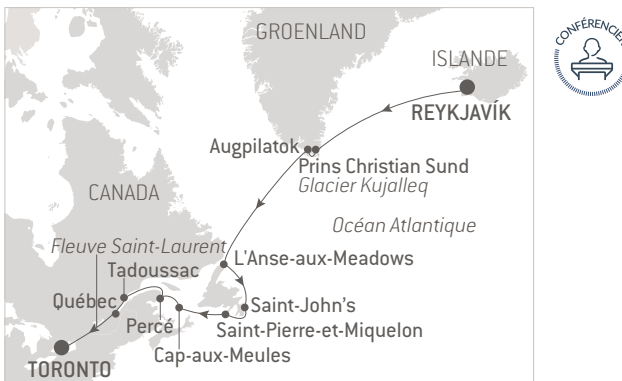 GROENLAND
CONFÉRENCIER
ISLANDE
REYKJAVÍK
Augpilatok
Prins Christian Sund
Glacier Kujalleq
CANADA
Océan Atlantique
Fleuve Saint-Laurent
L'Anse-aux-Meadows
Tadoussac
Québec
Saint-John's
Percé
Saint-Pierre-et-Miquelon
Cap-aux-Meules
TORONTO